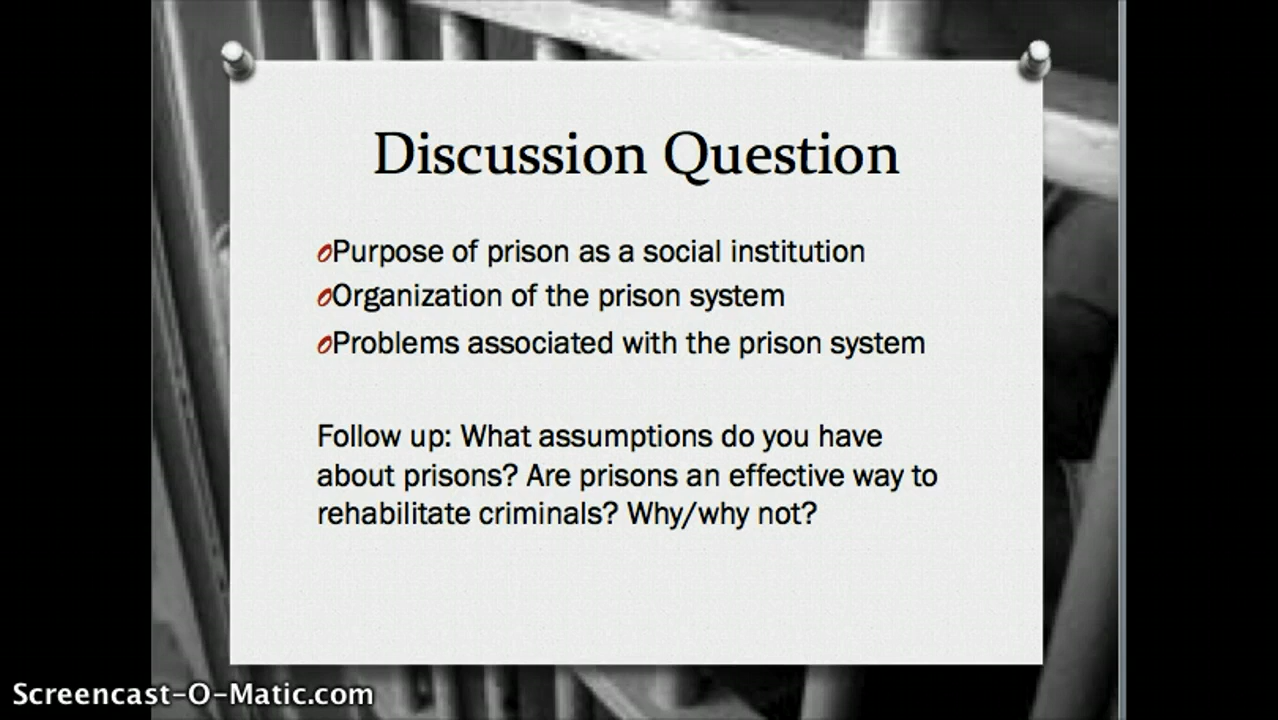 Discussion Question
Purpose of prison as a social institution
Organization of the prison system
Problems associated with the prison system
Follow up: What assumptions do you have
about prisons? Are prisons an effective way to
rehabilitate criminals? Why/why not?
Screencast-O-Matic.com